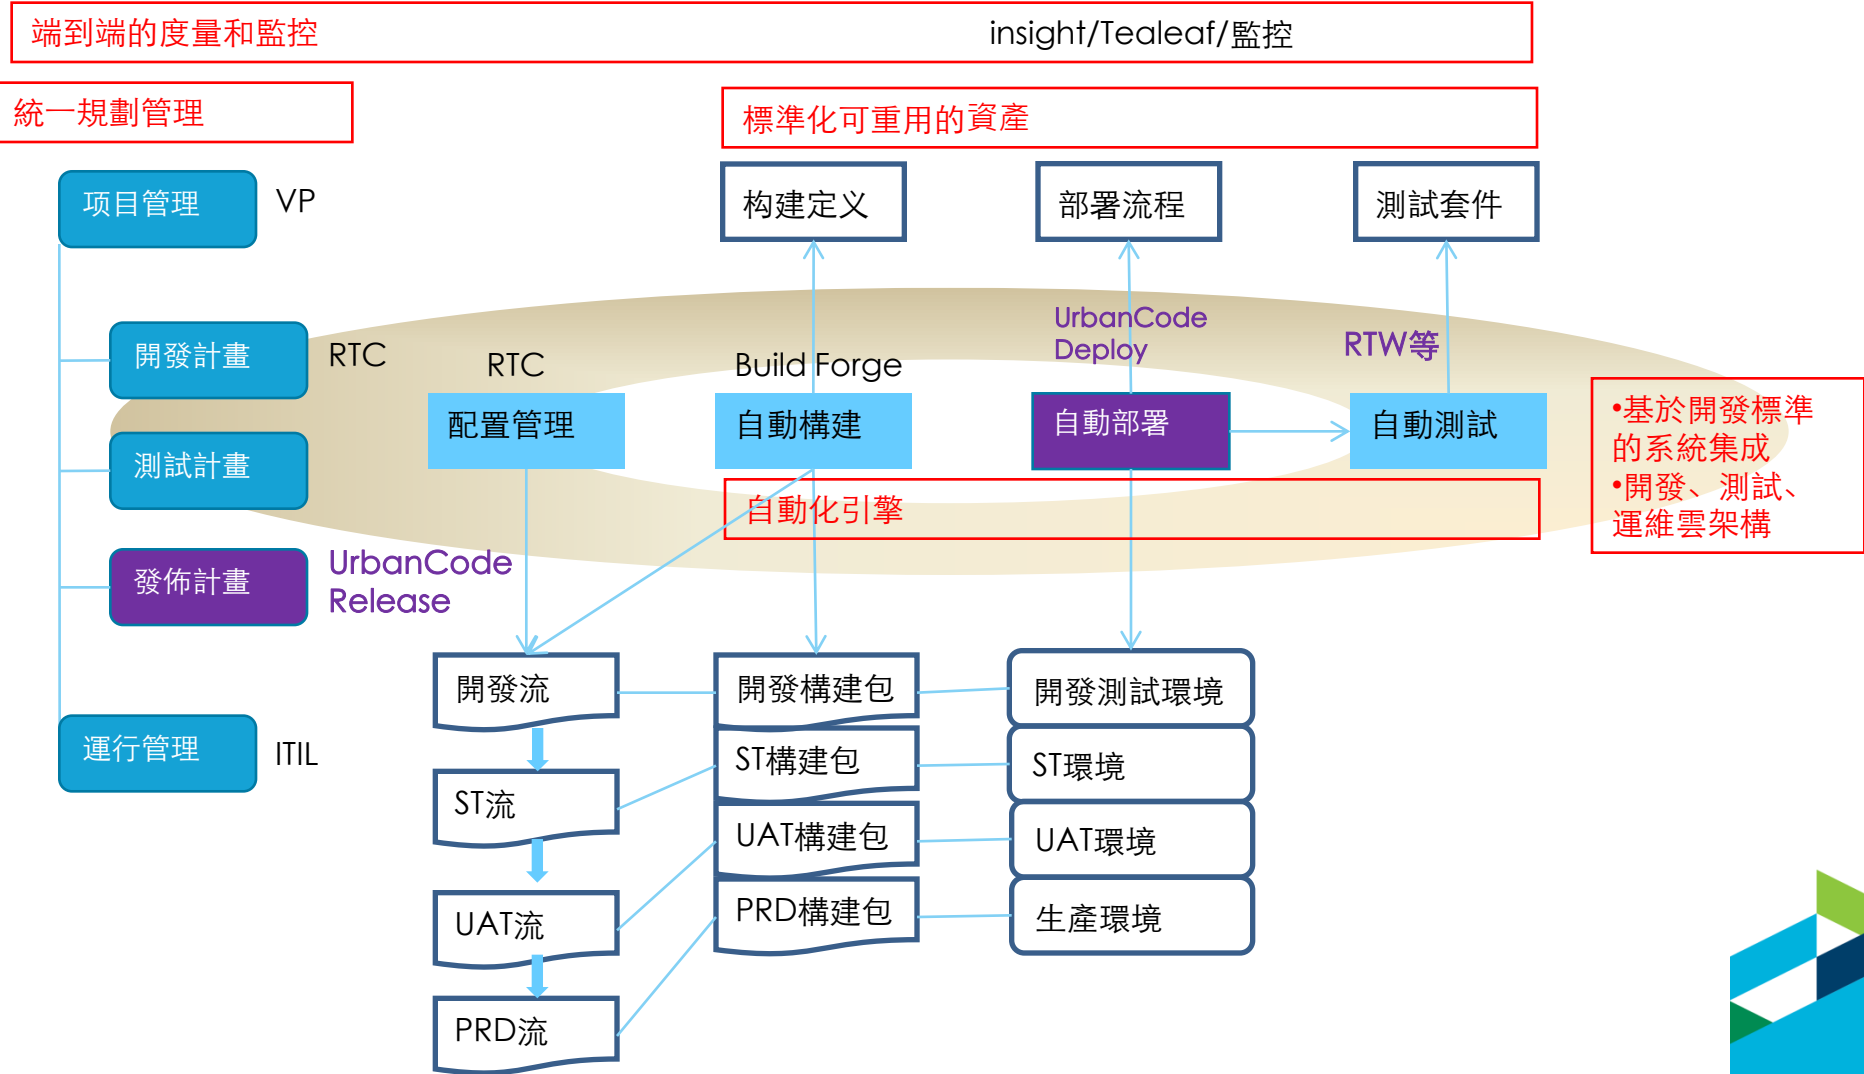 端到端的度量和監控
insight/Tealeaf/監控
統一規劃管理
標準化可重用的資產
项目管理
VP
构建定义
部署流程
測試套件
開發計畫
RTC
RTC
Build Forge
UrbanCode
Deploy
RTW等
配置管理
自動構建
自動部署
自動測試
•基於開發標準
的系統集成
•開發、測試、
運維雲架構
測試計畫
自動化引擎
發佈計畫
UrbanCode
Release
運行管理
ITIL
開發流
開發構建包
開發測試環境
ST流
ST構建包
ST環境
UAT流
UAT構建包
UAT環境
PRD流
PRD構建包
生產環境